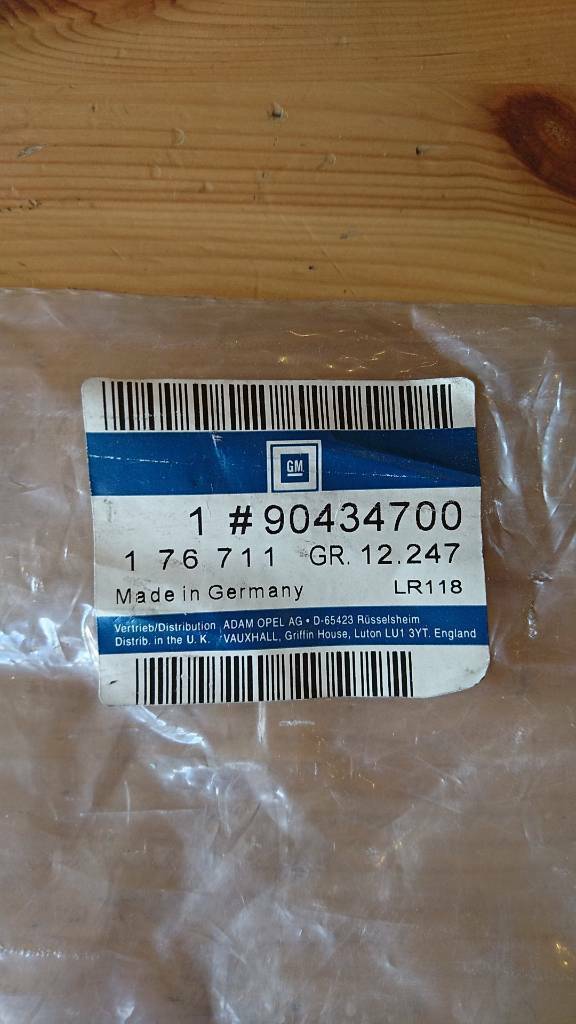 GM
1 #90434700
1 76 711 GR. 12.247
Made in Germany LR118
Vertrieb/Distribution ADAM OPEL AG • D-65423 Rüsselsheim
Distrib. in the U. K. VAUXHALL, Griffin House, Luton LU1 3YT. England